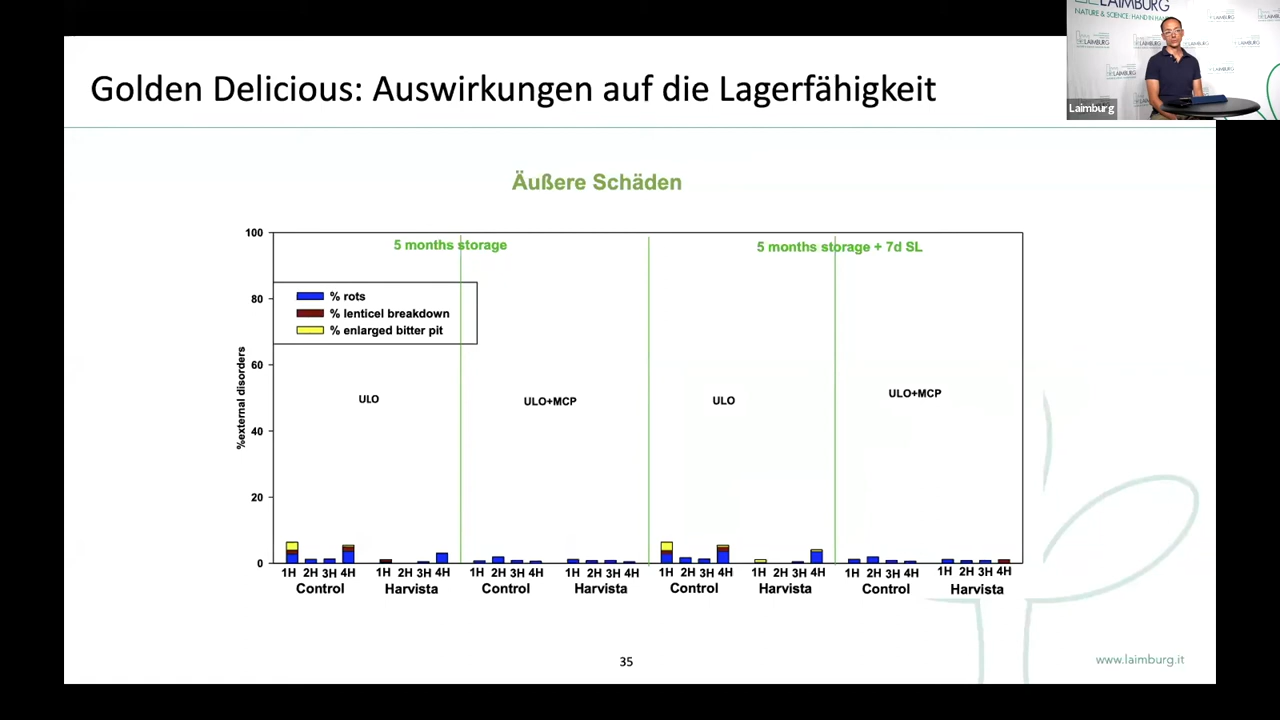 LAIMBURG
NATURE & SCIENCE: HAND IN HA
LAIMBURG
LAIMBURG
Laimburg
Golden Delicious: Auswirkungen auf die Lagerfähigkeit
Äußere Schäden
5 months storage
5 months storage + 7d SL
% rots
% lenticel breakdown
% enlarged bitter pit
%external disorders
100
80
60
40
20
0
ULO
ULO+MCP
ULO
ULO+MCP
1H 2H 3H 4H 1H 2H 3H 4H 1H 2H 3H 4H 1H 2H 3H 4H 1H 2H 3H 4H 1H 2H 3H 4H 1H 2H 3H 4H 1H 2H 3H 4H
Control Harvista Control Harvista Control Harvista Control Harvista
35
www.laimburg.it